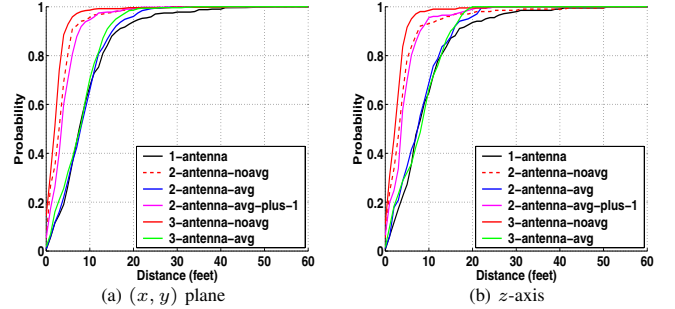 Probability
1
0.8
0.6
0.4
0.2
0
1−antenna
2−antenna−noavg
2−antenna−avg
2−antenna−avg−plus−1
3−antenna−noavg
3−antenna−avg
0 10 20 30 40 50 60
Distance (feet)
(a) (x, y) plane
Probability
1
0.8
0.6
0.4
0.2
0
1−antenna
2−antenna−noavg
2−antenna−avg
2−antenna−avg−plus−1
3−antenna−noavg
3−antenna−avg
0 10 20 30 40 50 60
Distance (feet)
(b) z-axis